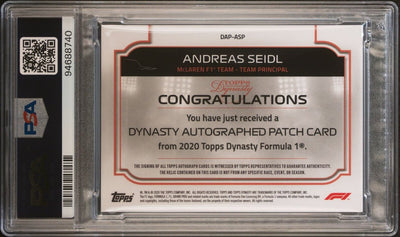 DAP-ASP
ANDREAS SEIDL
McLAREN F1® TEAM - TEAM PRINCIPAL
TOPPS
Dynasty
CONGRATULATIONS
You have just received a
DYNASTY AUTOGRAPHED PATCH CARD
from 2020 Topps Dynasty Formula 1®.
THE SIGNING OF ALL TOPPS AUTOGRAPH CARDS IS WITNESSED BY TOPPS REPRESENTATIVES TO GUARANTEE AUTHENTICITY.
THE RELIC CONTAINED ON THIS CARD IS NOT FROM ANY SPECIFIC RACE, EVENT, OR SEASON.
Topps
F1
PSA
94688740